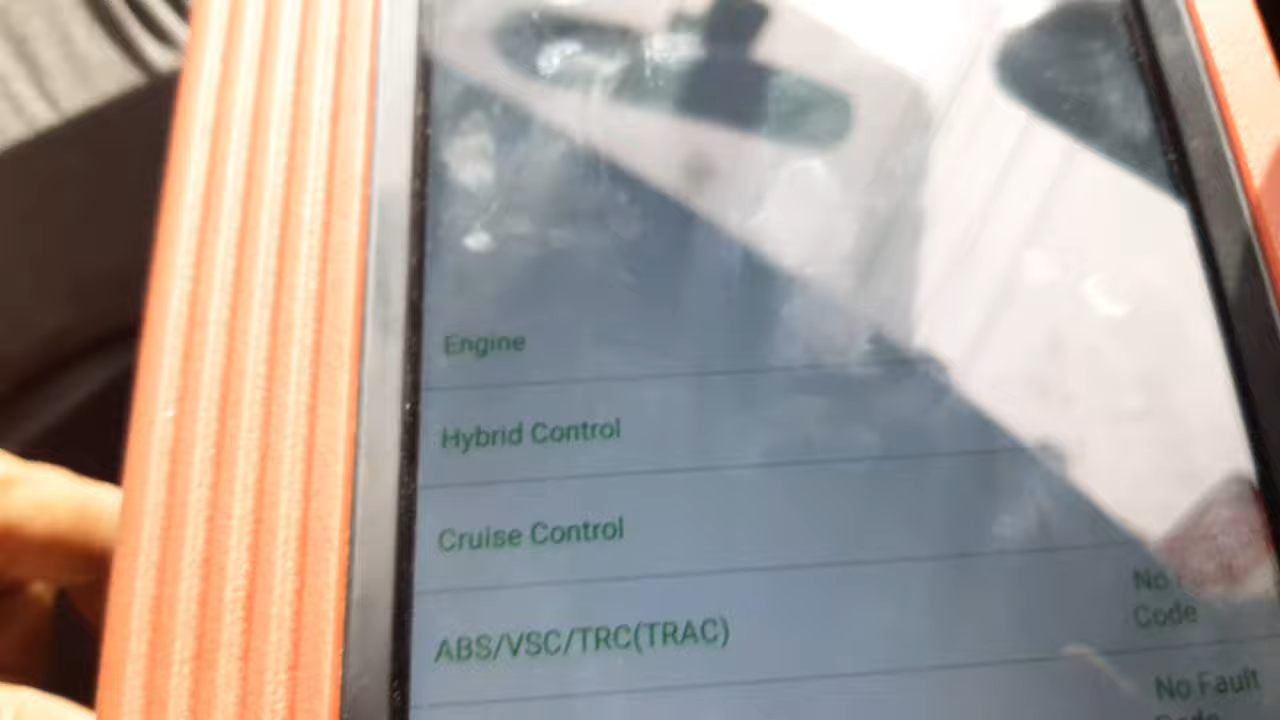 Engine
Hybrid Control
Cruise Control
No
Code
ABS/VSC/TRC(TRAC)
No Fault